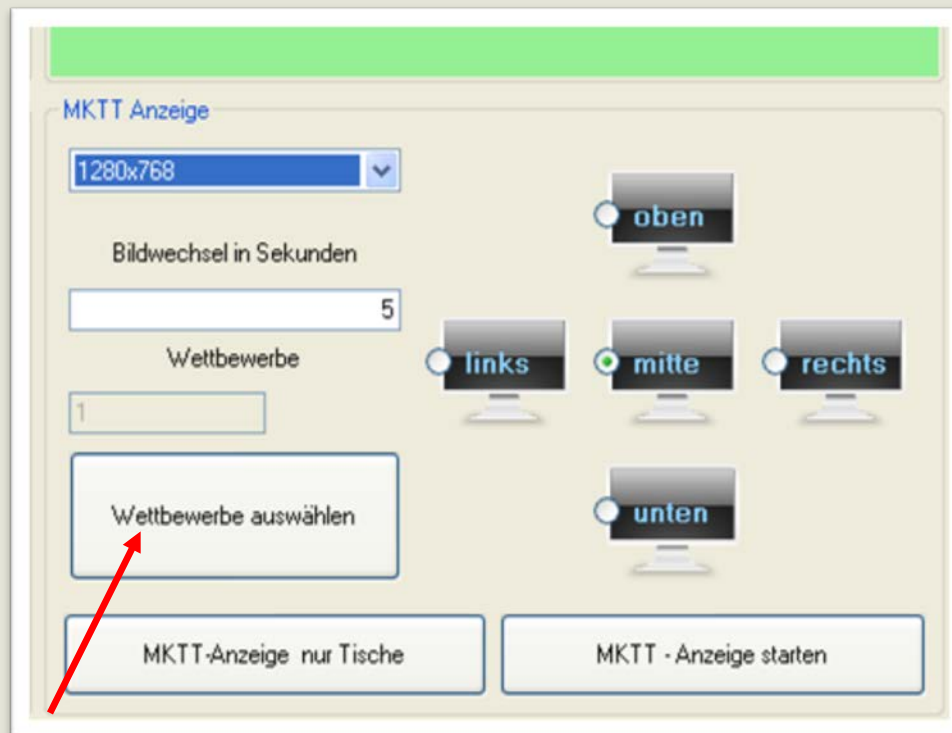 MKTT Anzeige
1280x768
oben
Bildwechsel in Sekunden
5
Wettbewerbe
links
mitte
rechts
1
Wettbewerbe auswählen
unten
MKTT-Anzeige nur Tische
MKTT - Anzeige starten